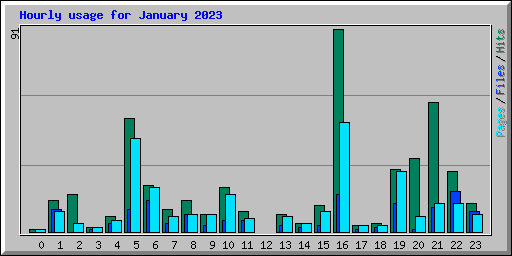 Hourly usage for January 2023
91
Pages/Files/Hits
0 1 2 3 4 5 6 7 8 9 10 11 12 13 14 15 16 17 18 19 20 21 22 23